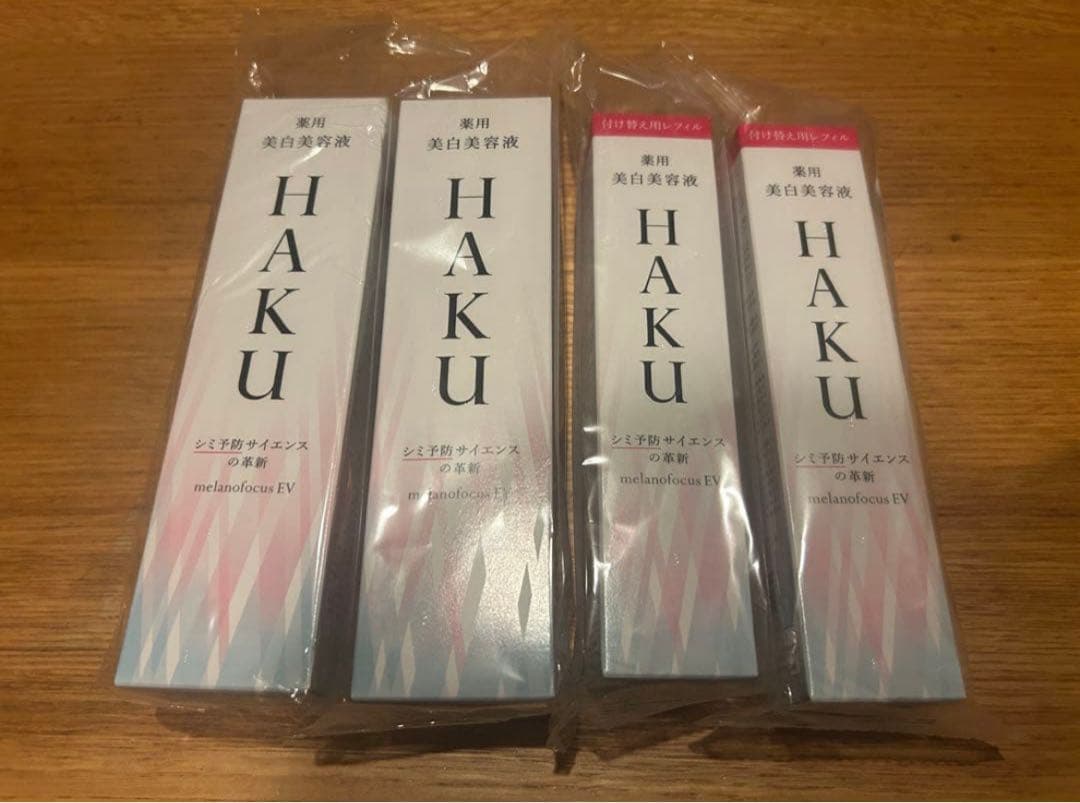 薬用
美白美容液
HAKU
シミ予防サイエンス
の革新
melanofocus EV
薬用
美白美容液
HAKU
シミ予防サイエンス
の革新
melanofocus EV
付け替え用レフィル
薬用
美白美容液
HAKU
シミ予防サイエンス
の革新
melanofocus EV
付け替え用レフィル
薬用
美白美容液
HAKU
シミ予防サイエンス
の革新
melanofocus EV